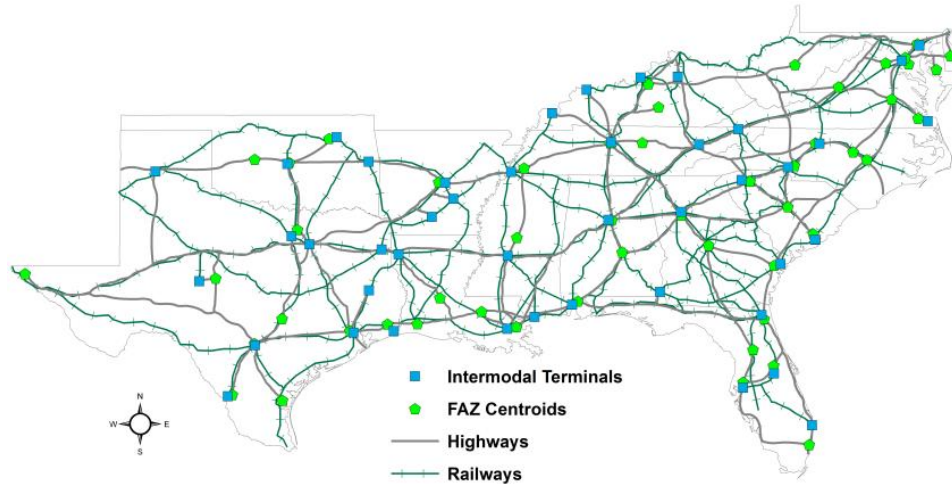 Intermodal Terminals
FAZ Centroids
Highways
Railways
N
W E
S